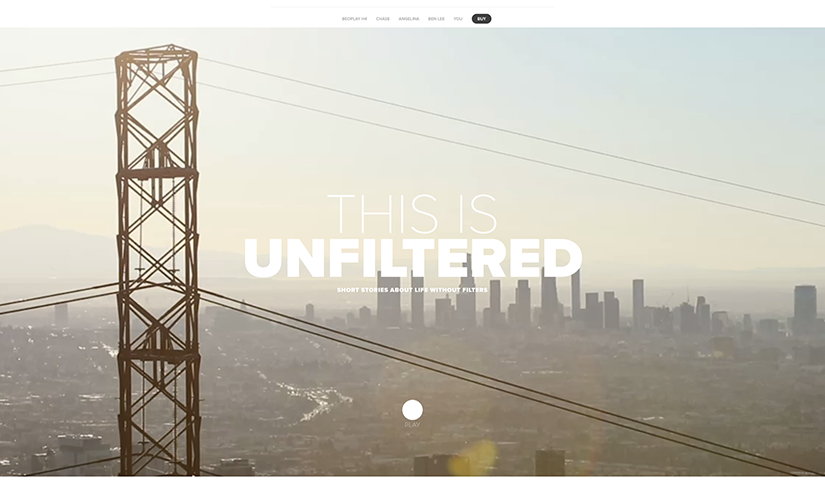 BEOPLAY H4 CHASE ANGELINA BEN LEE YOU BUY
THIS IS
UNFILTERED
SHORT STORIES ABOUT LIFE WITHOUT FILTERS
PLAY